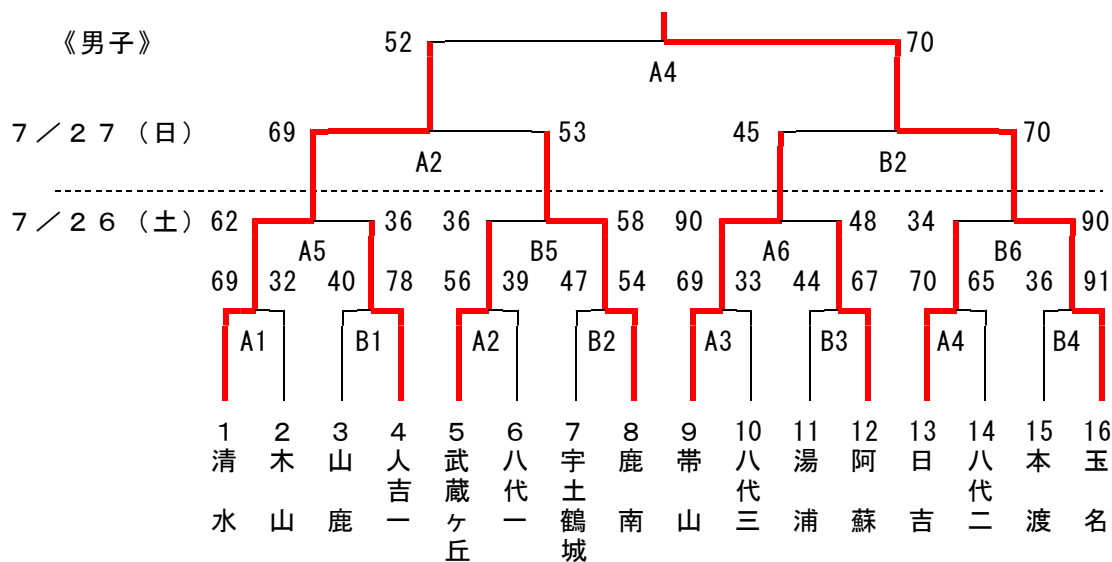 《男子》 52 70
A4
7/27(日) 69 53 45 70
A2 B2
7/26(土) 62 36 36 58 90 48 34 90
A5 B5 A6 B6
69 32 40 78 56 39 47 54 69 33 44 67 70 65 36 91
A1 B1 A2 B2 A3 B3 A4 B4
1 2 3 4 5 6 7 8 9 10 11 12 13 14 15 16
清水
木山
山鹿
人吉一
武蔵ヶ丘
八代一
宇土鶴城
鹿南
帯山
八代三
湯浦
阿蘇
日吉
八代二
本渡
玉名